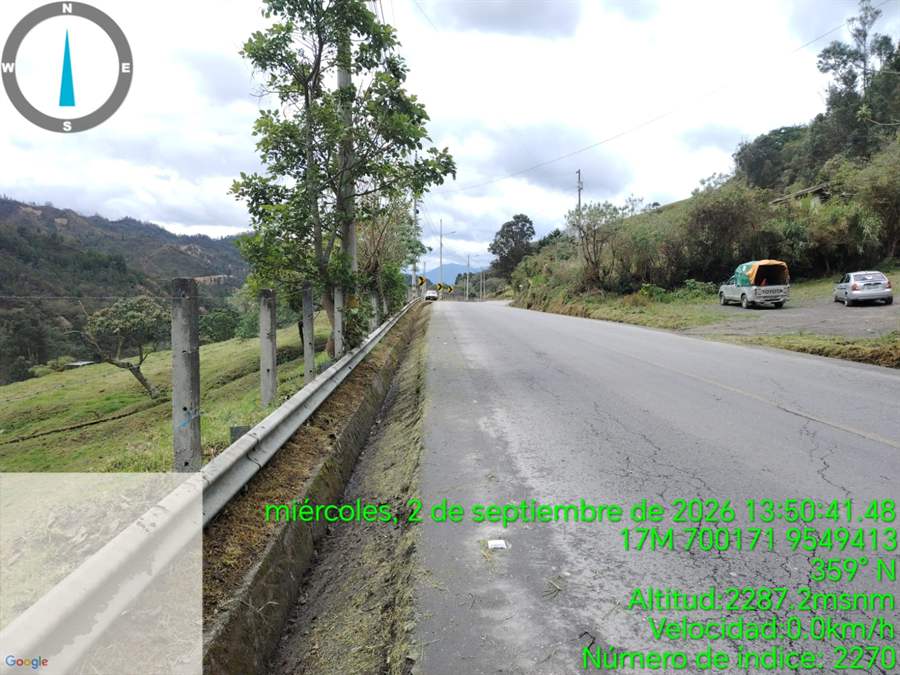 N
W
E
S
miércoles, 2 de septiembre de 2026 13:50:41.48
17M 700171 9549413
359° N
Altitud:2287.2msnm
Velocidad:0.0km/h
Número de índice: 2270
Google